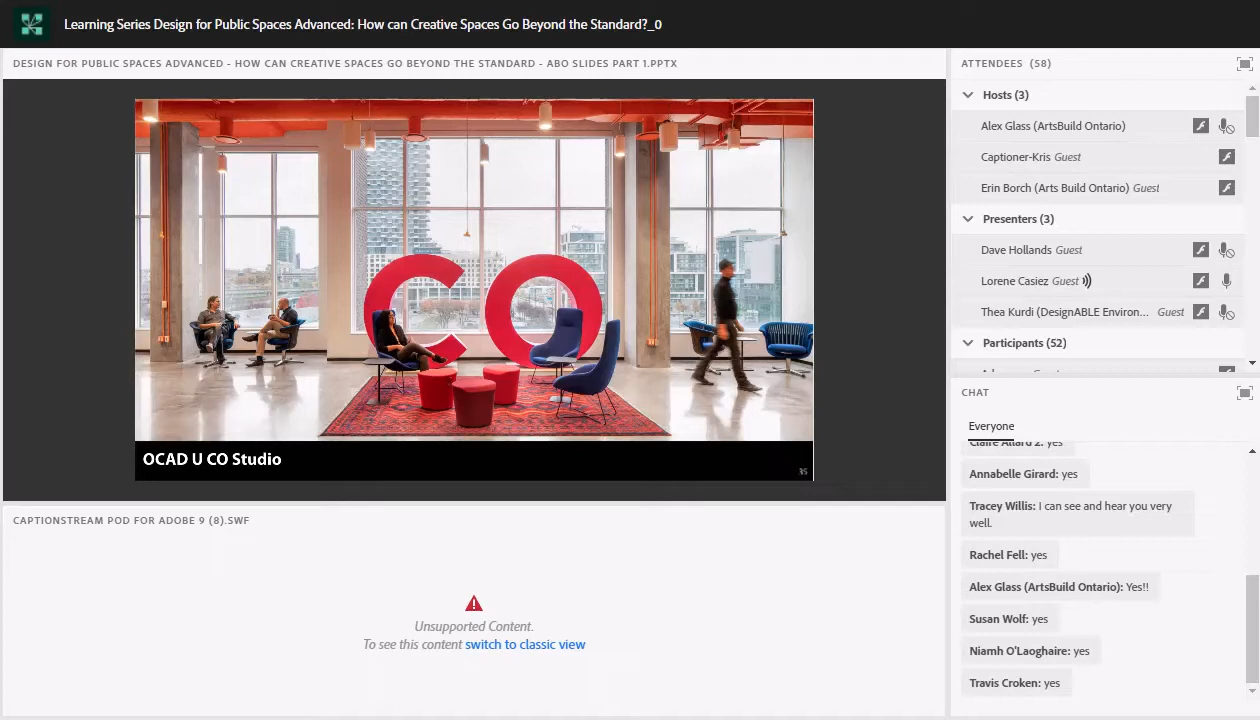 Learning Series Design for Public Spaces Advanced: How can Creative Spaces Go Beyond the Standard?_0
DESIGN FOR PUBLIC SPACES ADVANCED - HOW CAN CREATIVE SPACES GO BEYOND THE STANDARD - ABO SLIDES PART 1.PPTX
CO
OCAD U CO Studio
35
CAPTIONSTREAM POD FOR ADOBE 9 (8).SWF
Unsupported Content.
To see this content switch to classic view
ATTENDEES (58)
Hosts (3)
Alex Glass (ArtsBuild Ontario)
Captioner-Kris Guest
Erin Borch (Arts Build Ontario) Guest
Presenters (3)
Dave Hollands Guest
Lorene Casiez Guest
Thea Kurdi (DesignABLE Environ... Guest
Participants (52)
CHAT
Everyone
Claire Allard 2: yes
Annabelle Girard: yes
Tracey Willis: I can see and hear you very
well.
Rachel Fell: yes
Alex Glass (ArtsBuild Ontario): Yes!!
Susan Wolf: yes
Niamh O'Laoghaire: yes
Travis Croken: yes